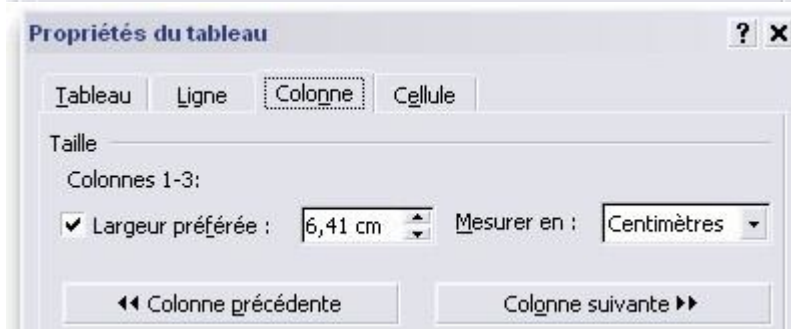 Propriétés du tableau ? x
Tableau Ligne Colonne Cellule
Taille
Colonnes 1-3:
Largeur préférée : 6,41 cm Mesurer en : Centimètres
Colonne précédente Colonne suivante